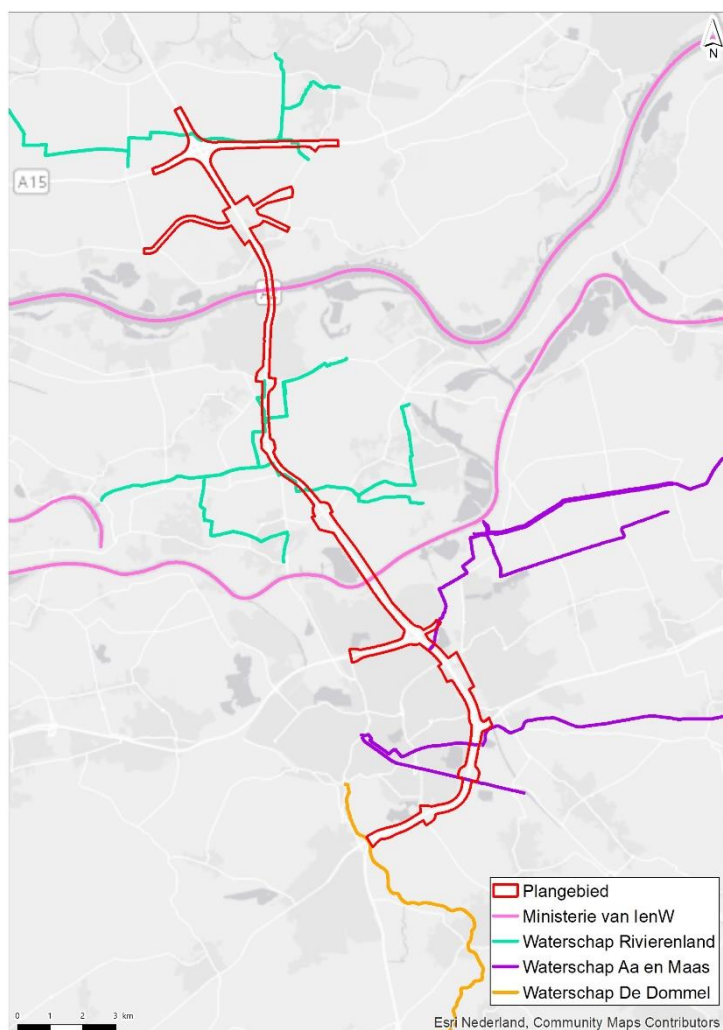 N
A15
Plangebied
Ministerie van IenW
Waterschap Rivierenland
Waterschap Aa en Maas
Waterschap De Dommel
0 1 2 3 km
Esri Nederland, Community Maps Contributors